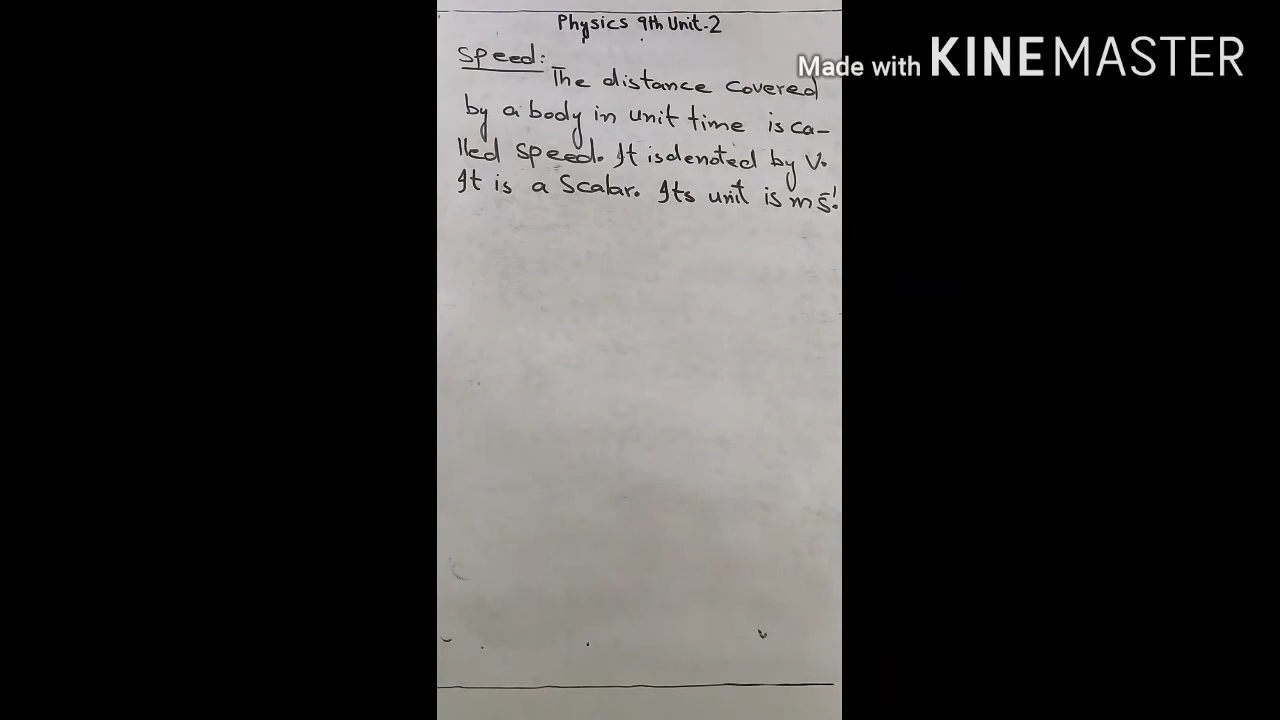 Physics 9th Unit-2
Made with KINEMASTER
Speed:
The distance covered
by a body in unit time is ca-
lled speed. It is denoted by V.
It is a Scalar. Its unit is ms⁻¹.